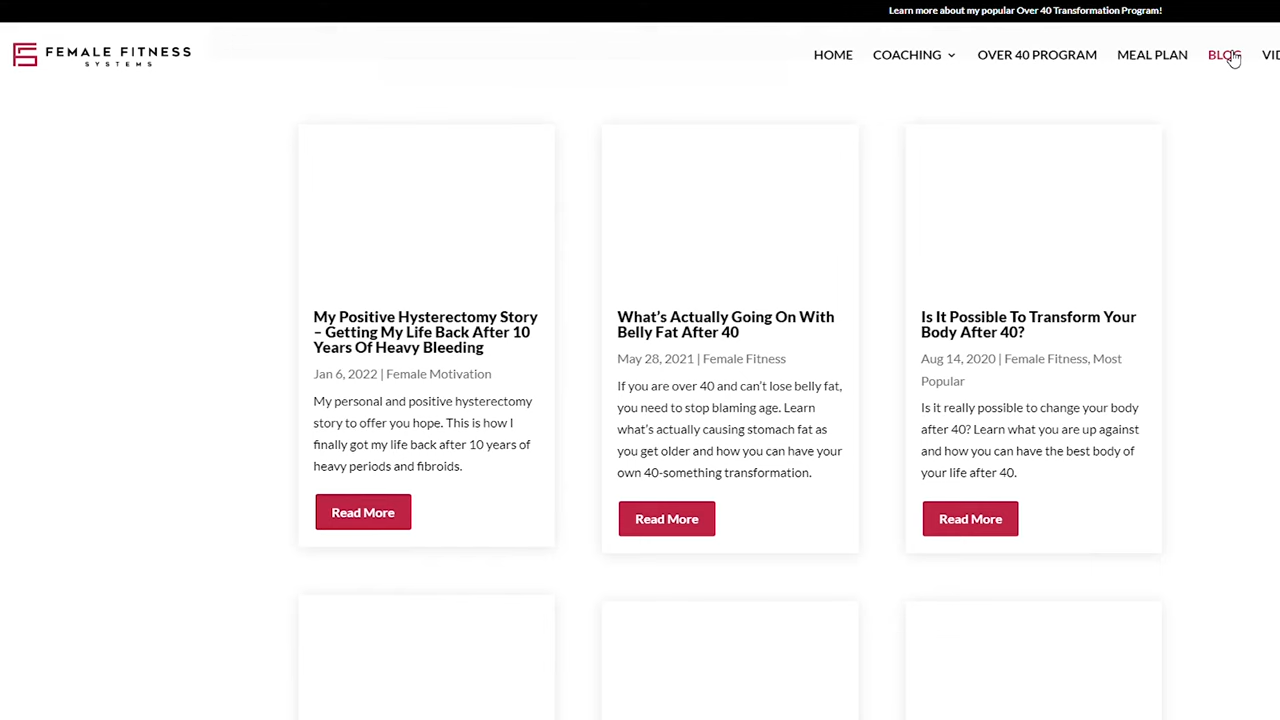 Learn more about my popular Over 40 Transformation Program!
FEMALE FITNESS
SYSTEMS
HOME
COACHING
OVER 40 PROGRAM
MEAL PLAN
BLOG
My Positive Hysterectomy Story
– Getting My Life Back After 10
Years Of Heavy Bleeding
Jan 6, 2022 | Female Motivation
My personal and positive hysterectomy
story to offer you hope. This is how I
finally got my life back after 10 years of
heavy periods and fibroids.
Read More
What’s Actually Going On With
Belly Fat After 40
May 28, 2021 | Female Fitness
If you are over 40 and can’t lose belly fat,
you need to stop blaming age. Learn
what’s actually causing stomach fat as
you get older and how you can have your
own 40-something transformation.
Read More
Is It Possible To Transform Your
Body After 40?
Aug 14, 2020 | Female Fitness, Most
Popular
Is it really possible to change your body
after 40? Learn what you are up against
and how you can have the best body of
your life after 40.
Read More